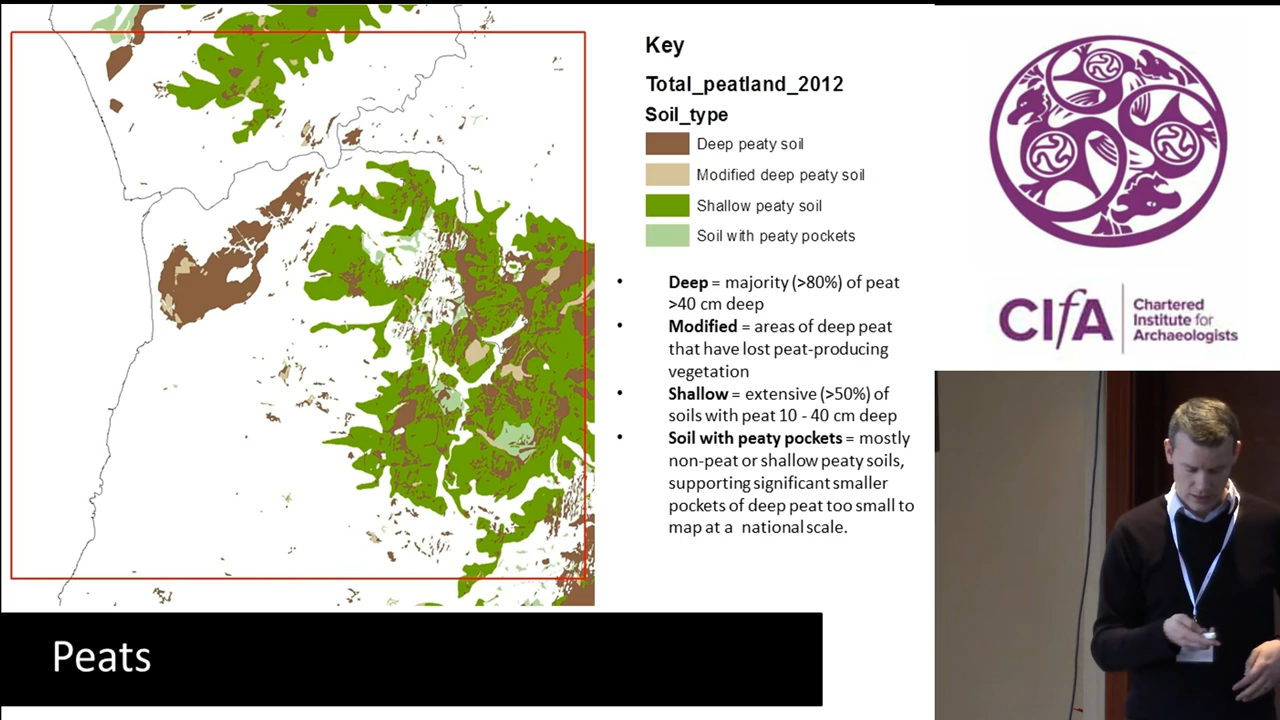 Key
Total_peatland_2012
Soil_type
Deep peaty soil
Modified deep peaty soil
Shallow peaty soil
Soil with peaty pockets
• Deep = majority (>80%) of peat
>40 cm deep
• Modified = areas of deep peat
that have lost peat-producing
vegetation
• Shallow = extensive (>50%) of
soils with peat 10 - 40 cm deep
• Soil with peaty pockets = mostly
non-peat or shallow peaty soils,
supporting significant smaller
pockets of deep peat too small to
map at a national scale.
Peats
CIfA
Chartered
Institute for
Archaeologists